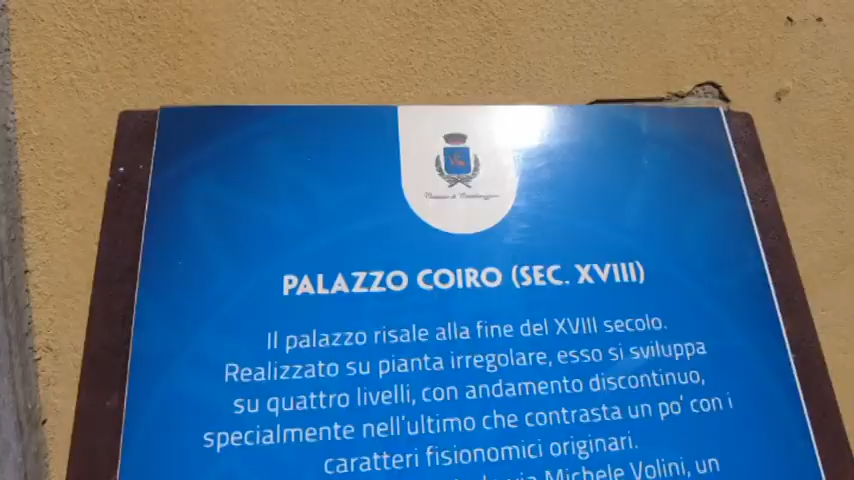 PALAZZO COIRO (SEC. XVIII)
Il palazzo risale alla fine del XVIII secolo.
Realizzato su pianta irregolare, esso si sviluppa
su quattro livelli, con andamento discontinuo,
specialmente nell'ultimo che contrasta un po' con i
caratteri fisionomici originari.
via Michele Volini, un